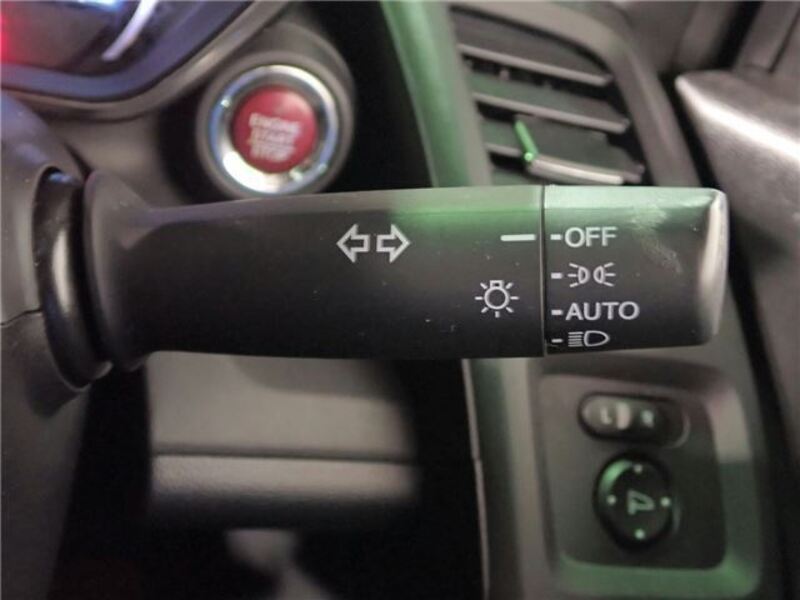 ENGINE
START
STOP
OFF
AUTO
L R